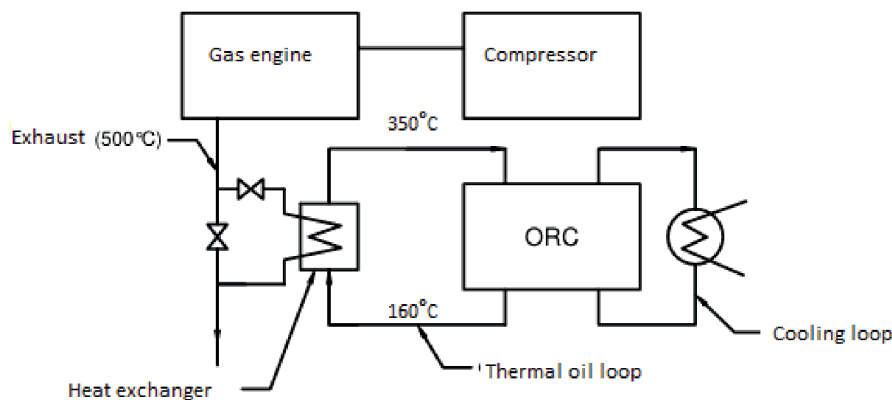 Gas engine
Compressor
350°C
Exhaust (500℃)
ORC
160°C
Cooling loop
Thermal oil loop
Heat exchanger